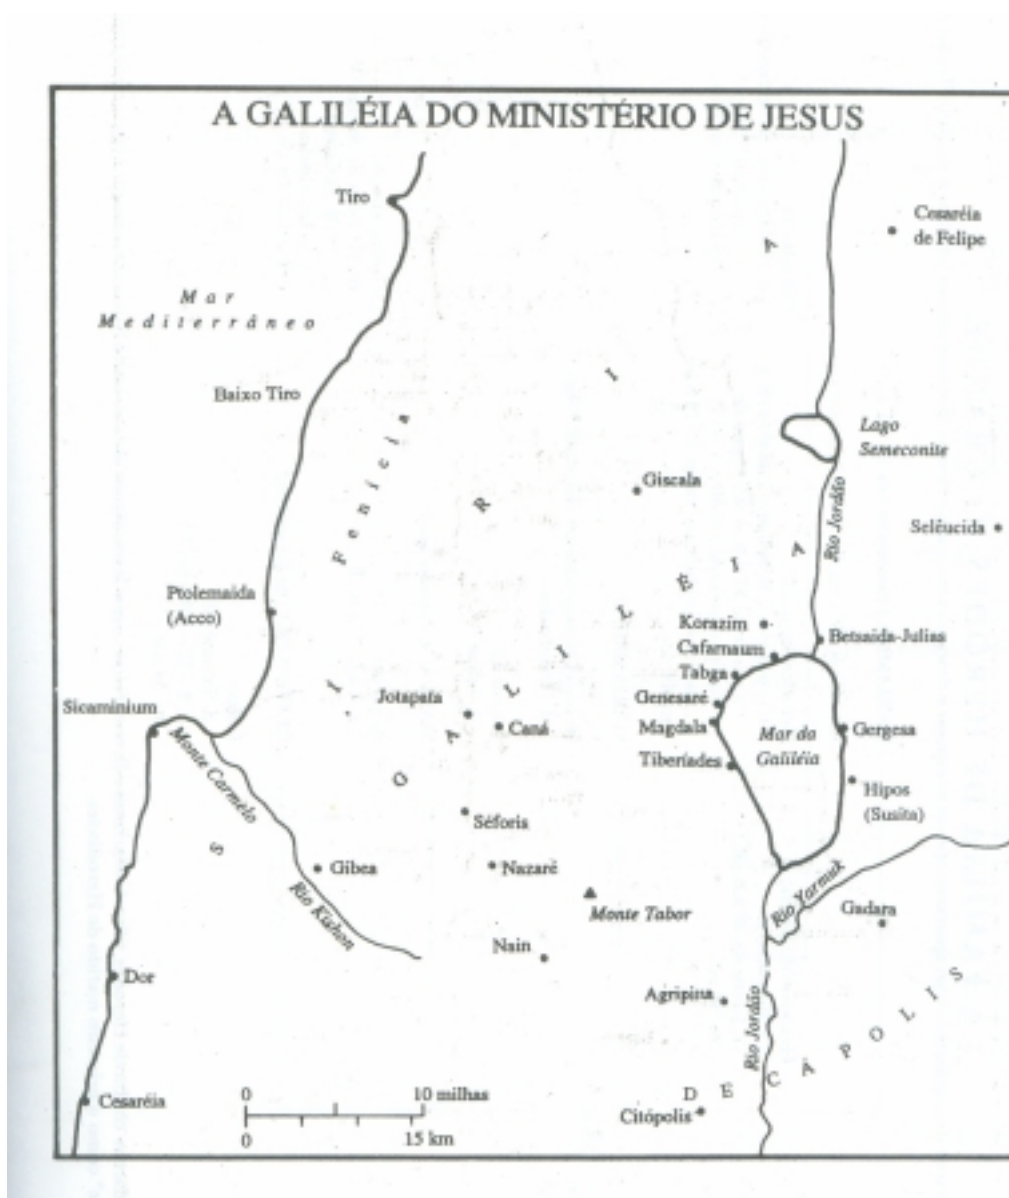 A GALILÉIA DO MINISTÉRIO DE JESUS
Tiro
Cesaréia
de Felipe
Mar
Mediterrâneo
Baixo Tiro
Fenícia
Lago
Semeconite
Giscala
Rio Jordão
Selêucida
SÍRIA
GALILÉIA
Ptolemaida
(Acco)
Korazim
Cafarnaum
Betsaida-Julias
Tabga
Genesaré
Jotapata
Sicaminium
Magdala
Caná
Mar da
Galiléia
Gergesa
Monte Carmelo
Tiberíades
Hipos
(Susita)
Séforis
Gibea
Nazaré
Rio Yarmuk
Rio Kishon
Monte Tabor
Gadara
Nain
Dor
Agripina
Rio Jordão
DECÁPOLIS
Cesaréia
0 10 milhas
0 15 km
Citópolis